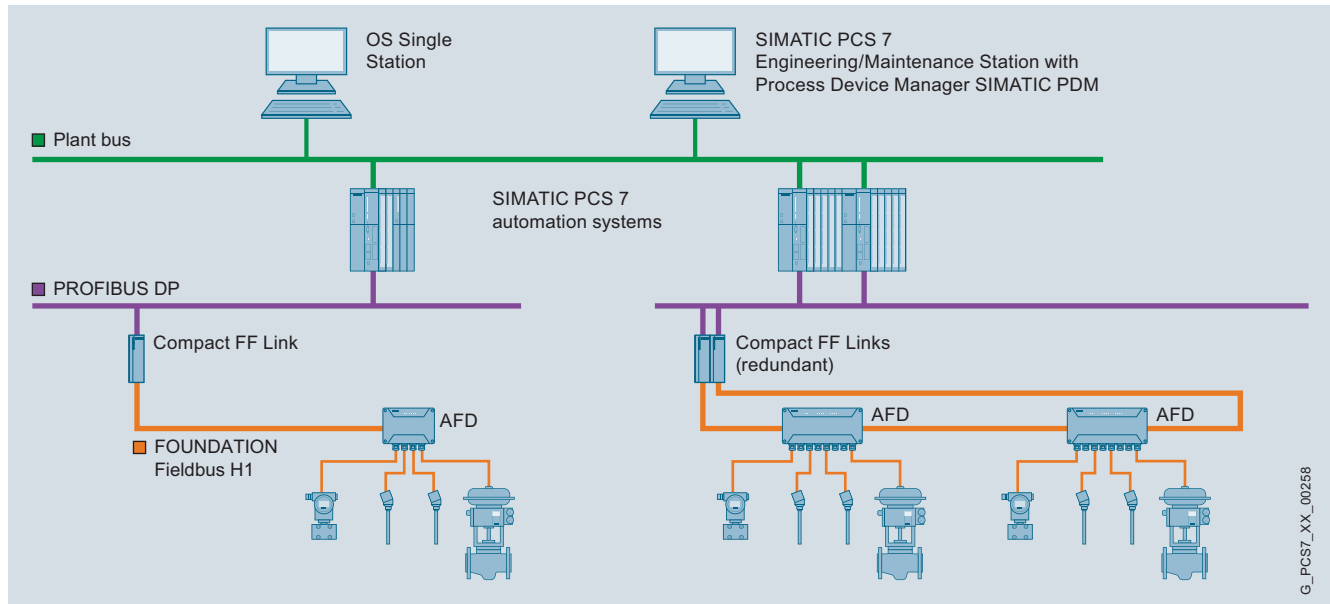 OS Single
Station
SIMATIC PCS 7
Engineering/Maintenance Station with
Process Device Manager SIMATIC PDM
Plant bus
SIMATIC PCS 7
automation systems
PROFIBUS DP
Compact FF Link
Compact FF Links
(redundant)
AFD
AFD
AFD
FOUNDATION
Fieldbus H1
G_PCS7_XX_00258